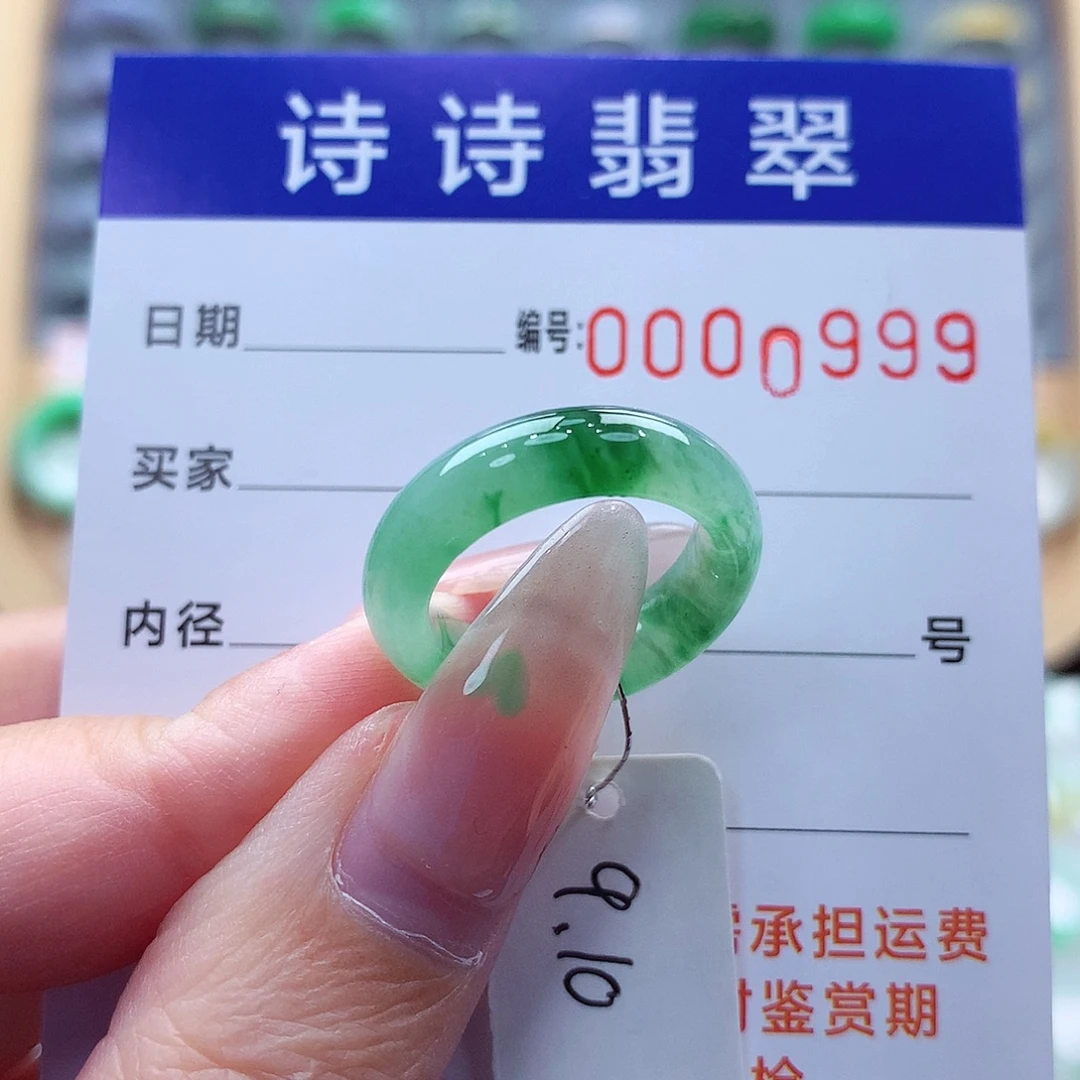 诗诗翡翠
日期 编号:0000999
买家
内径 号
9.10
承担运费
鉴赏期